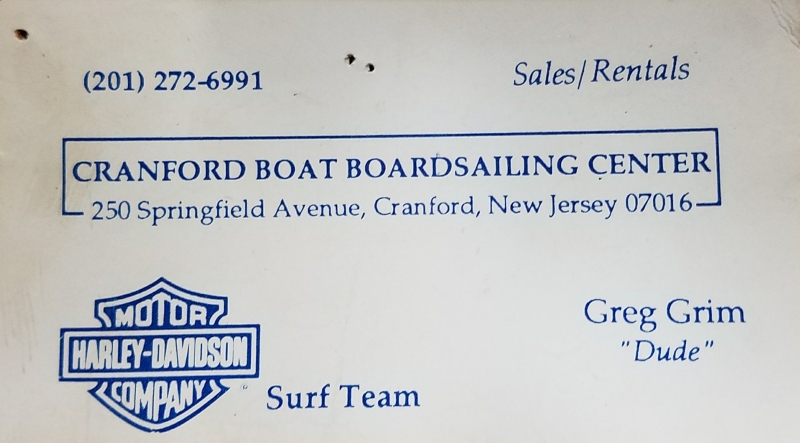 (201) 272-6991 Sales/Rentals
CRANFORD BOAT BOARDSAILING CENTER
250 Springfield Avenue, Cranford, New Jersey 07016
MOTOR
HARLEY-DAVIDSON
COMPANY
Surf Team
Greg Grim
"Dude"